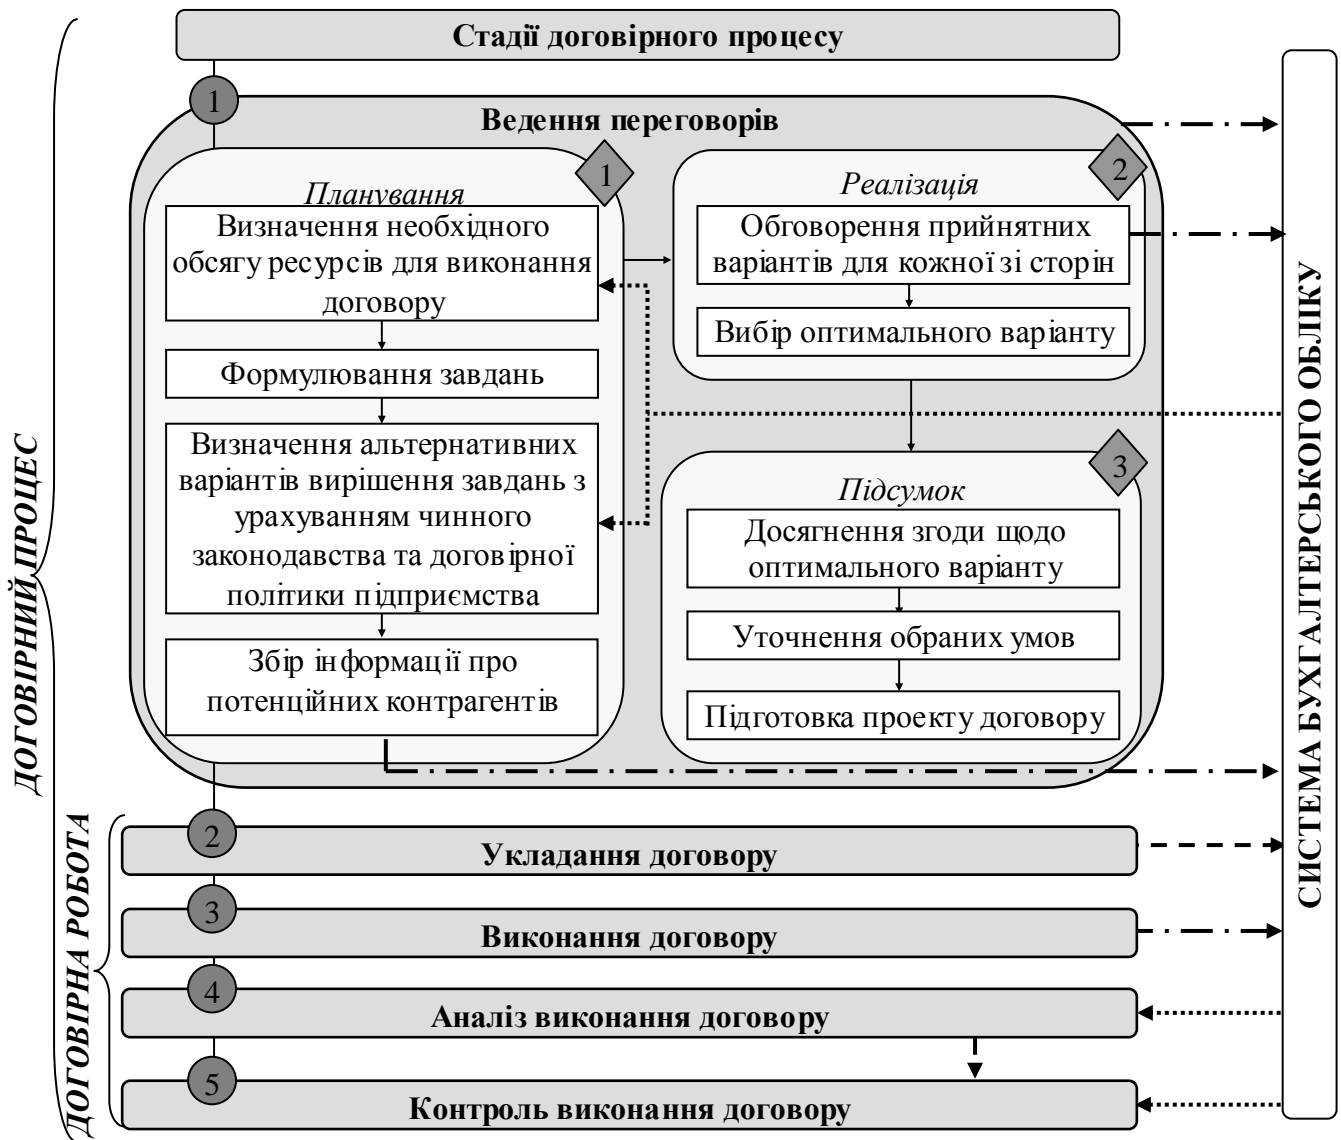 Стадії договірного процесу
1
Ведення переговорів
1
Планування
Визначення необхідного
обсягу ресурсів для виконання
договору
Формулювання завдань
Визначення альтернативних
варіантів вирішення завдань з
урахуванням чинного
законодавства та договірної
політики підприємства
Збір інформації про
потенційних контрагентів
2
Реалізація
Обговорення прийнятних
варіантів для кожної зі сторін
Вибір оптимального варіанту
3
Підсумок
Досягнення згоди щодо
оптимального варіанту
Уточнення обраних умов
Підготовка проекту договору
2
Укладання договору
3
Виконання договору
4
Аналіз виконання договору
5
Контроль виконання договору
ДОГОВІРНИЙ ПРОЦЕС
ДОГОВІРНА РОБОТА
СИСТЕМА БУХГАЛТЕРСЬКОГО ОБЛІКУ